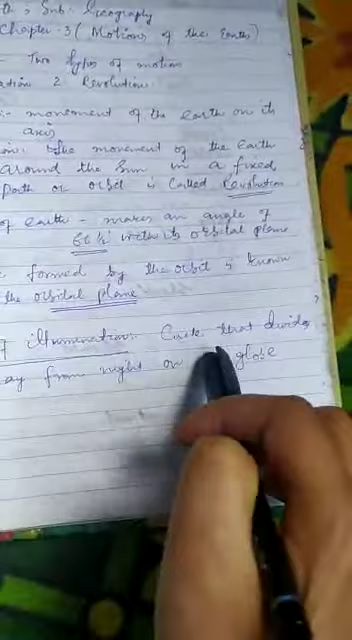 Sub: Geography
Chapter-3 (Motions of the Earth)
- Two types of motion
ation 2. Revolution
:- movement of the earth on its
axis
ion: The movement of the earth
around the Sun in a fixed
path or orbit is called Revolution
of earth - makes an angle of
66½ with its orbital plane
e formed by the orbit is known
the orbital plane
of illumination: Circle that divides
ay from night on globe